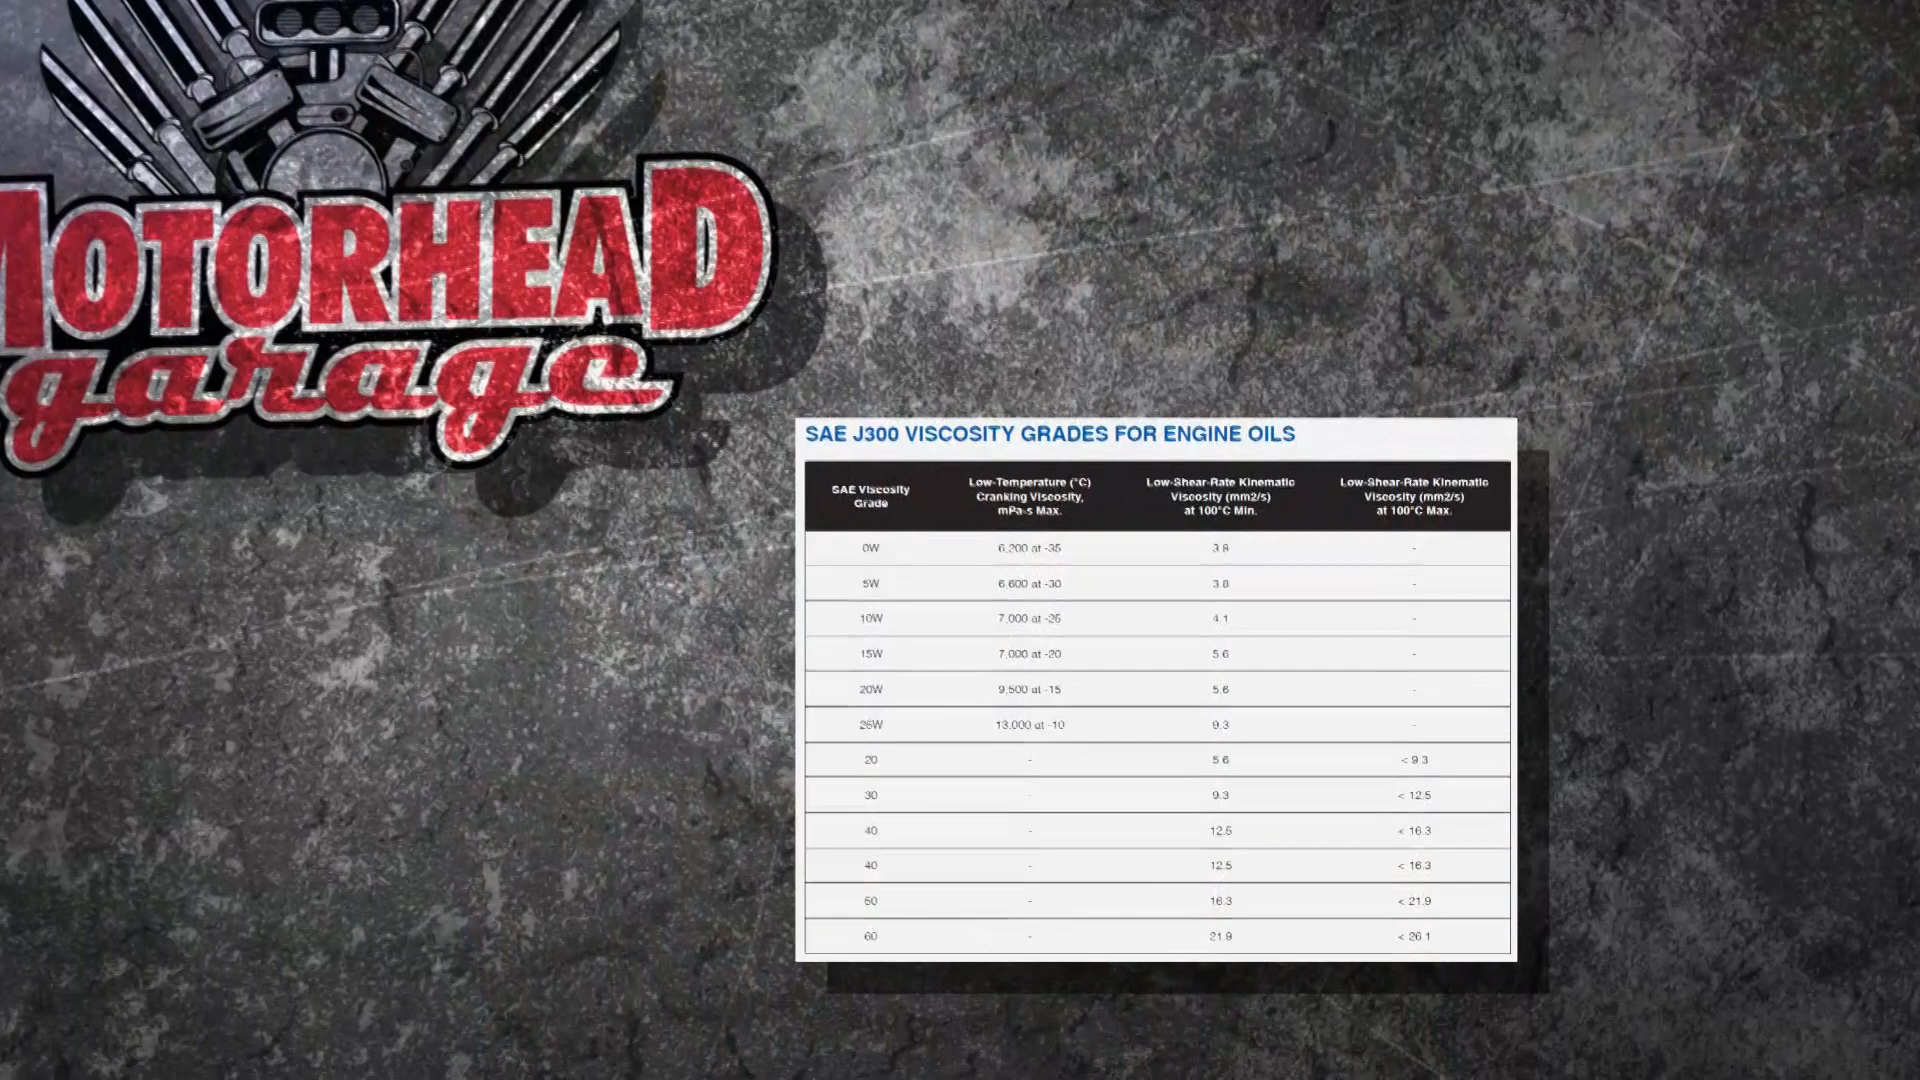 MOTORHEAD
garage
SAE J300 VISCOSITY GRADES FOR ENGINE OILS
SAE Viscosity Grade
Low-Temperature (°C) Cranking Viscosity, mPa-s Max.
Low-Shear-Rate Kinematic Viscosity (mm2/s) at 100°C Min.
Low-Shear-Rate Kinematic Viscosity (mm2/s) at 100°C Max.
0W 6,200 at -35 3.8 -
5W 6,600 at -30 3.8 -
10W 7,000 at -25 4.1 -
15W 7,000 at -20 5.6 -
20W 9,500 at -15 5.6 -
25W 13,000 at -10 9.3 -
20 - 5.6 < 9.3
30 - 9.3 < 12.5
40 - 12.5 < 16.3
40 - 12.5 < 16.3
50 - 16.3 < 21.9
60 - 21.9 < 26.1